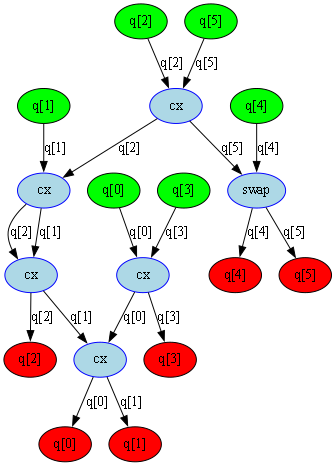 q[2] q[5]
q[2] q[5]
q[1] cx q[4]
q[1] q[2] q[5] q[4]
cx q[0] q[3] swap
q[2] q[1] q[0] q[3] q[4] q[5]
cx cx q[4] q[5]
q[2] q[1] q[0] q[3]
q[2] cx q[3]
q[0] q[1]
q[0] q[1]